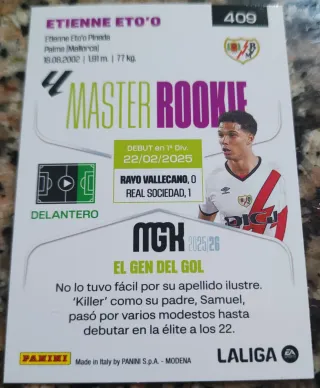 ETIENNE ETO'O
409
Etienne Eto'o Pineda
Palma (Mallorca)
16.06.2002 | 1,81 m. | 77 kg.
MASTER ROOKIE
DEBUT en 1ª Div.
22/02/2025
RAYO VALLECANO, 0
REAL SOCIEDAD, 1
DELANTERO
MGK 2025/26
EL GEN DEL GOL
No lo tuvo fácil por su apellido ilustre.
'Killer' como su padre, Samuel,
pasó por varios modestos hasta
debutar en la élite a los 22.
PANINI
Made in Italy by PANINI S.p.A. - MODENA
LALIGA EA SPORTS